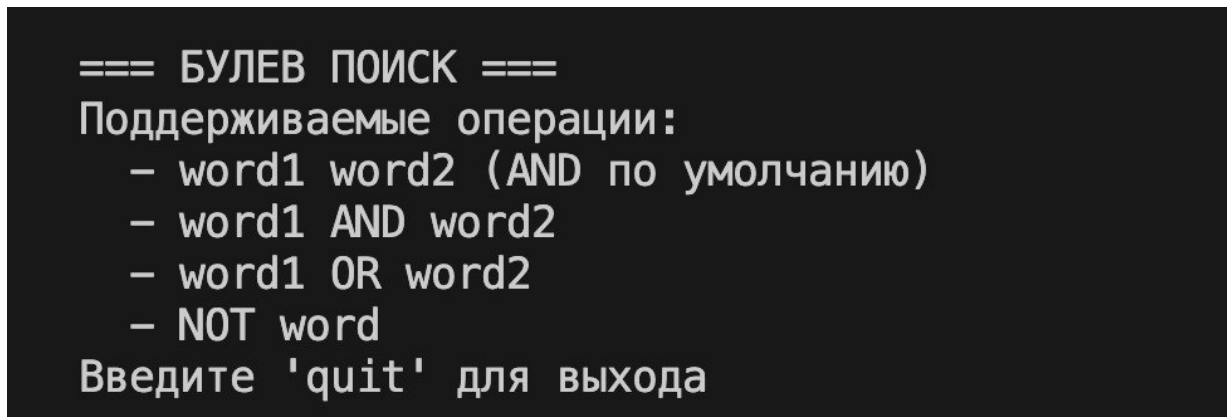 === БУЛЕВ ПОИСК ===
Поддерживаемые операции:
– word1 word2 (AND по умолчанию)
– word1 AND word2
– word1 OR word2
– NOT word
Введите 'quit' для выхода